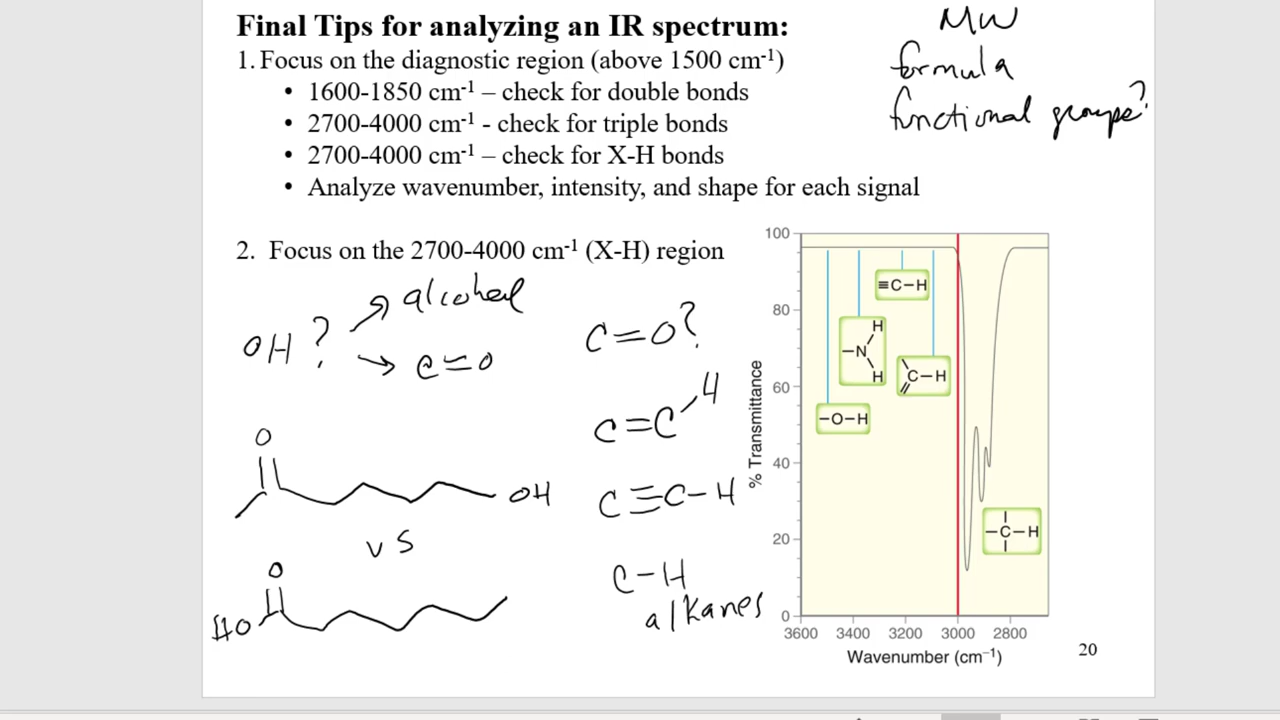 Final Tips for analyzing an IR spectrum:
1. Focus on the diagnostic region (above 1500 cm⁻¹)
• 1600-1850 cm⁻¹ – check for double bonds
• 2700-4000 cm⁻¹ - check for triple bonds
• 2700-4000 cm⁻¹ – check for X-H bonds
• Analyze wavenumber, intensity, and shape for each signal
MW
formula
functional groups?
2. Focus on the 2700-4000 cm⁻¹ (X-H) region
OH ?
alcohol
C=O
C=O?
C=C
H
C≡C-H
C-H
alkanes
O
OH
vs
O
HO
% Transmittance
100
80
60
40
20
0
≡C–H
H
–N
H
C–H
–O–H
–C–H
3600 3400 3200 3000 2800
Wavenumber (cm⁻¹)
20